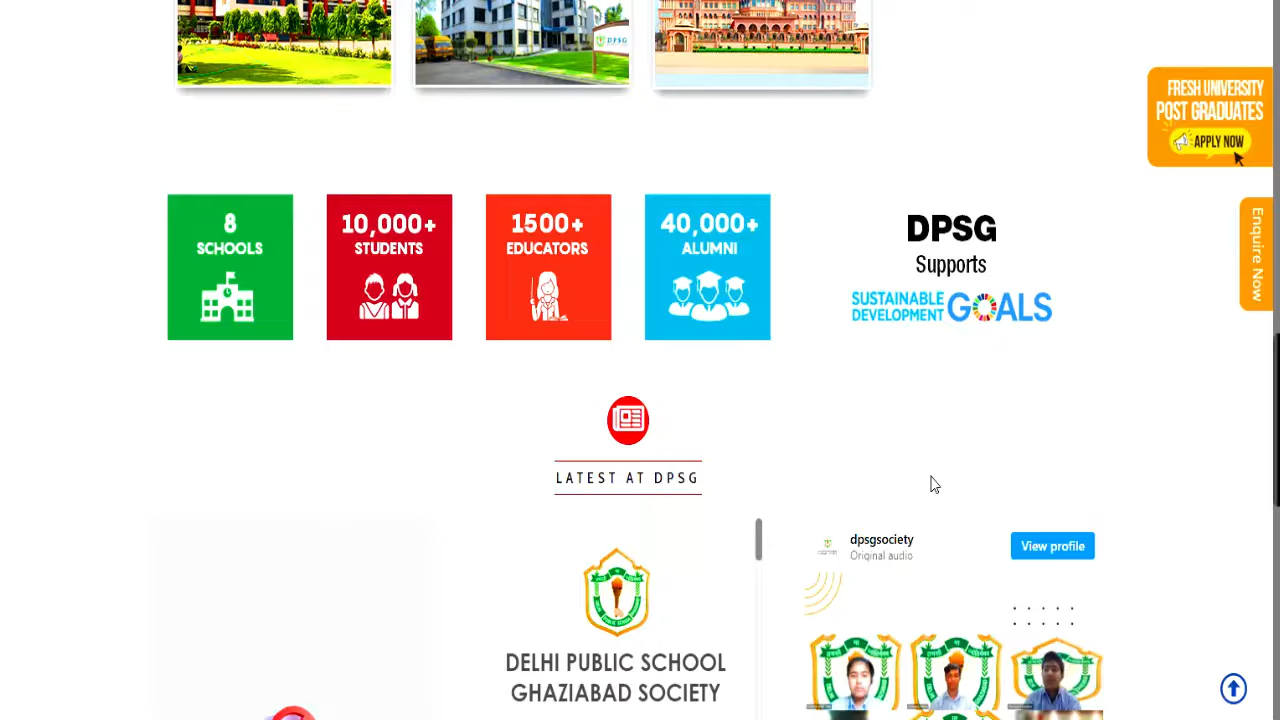 DPSG
FRESH UNIVERSITY
POST GRADUATES
APPLY NOW
8
SCHOOLS
10,000+
STUDENTS
1500+
EDUCATORS
40,000+
ALUMNI
DPSG
Supports
SUSTAINABLE
DEVELOPMENT
GOALS
Enquire Now
LATEST AT DPSG
DELHI PUBLIC SCHOOL
GHAZIABAD SOCIETY
dpsgsociety
Original audio
View profile